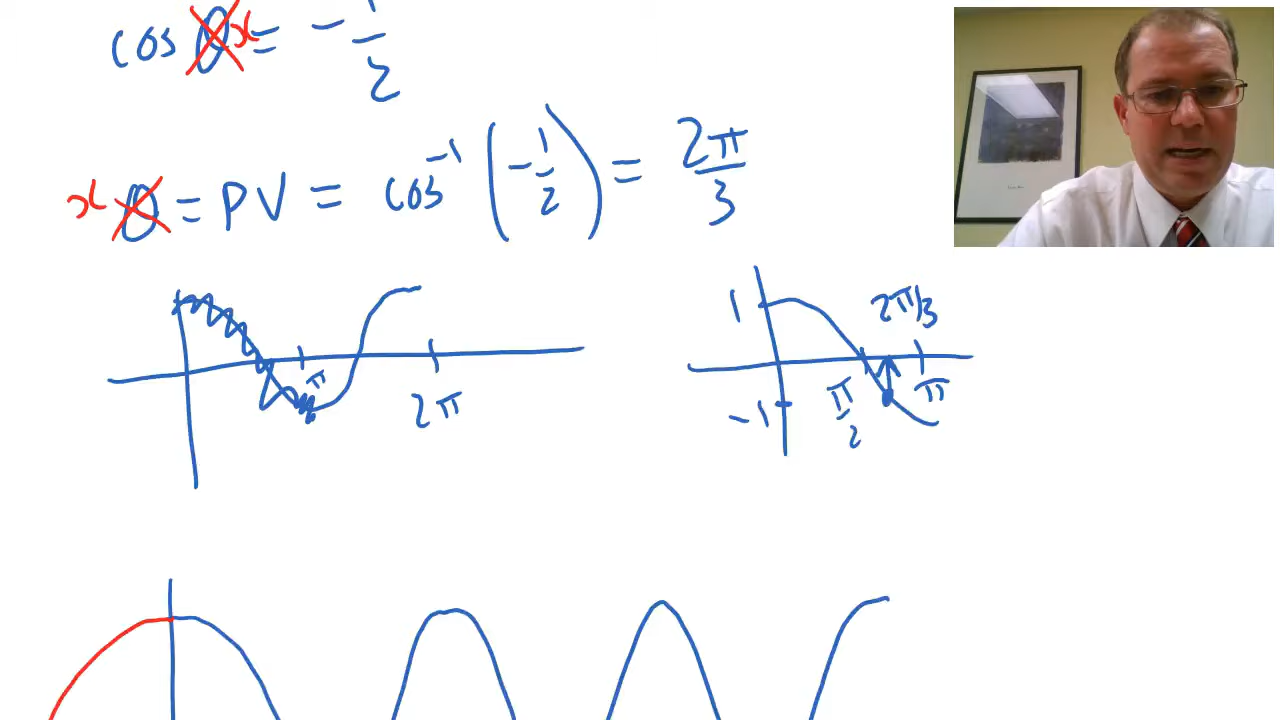 cos θ x = - 1/2
x θ = PV = cos⁻¹ (-1/2) = 2π/3
π
2π
1
2π/3
-1
π/2
π